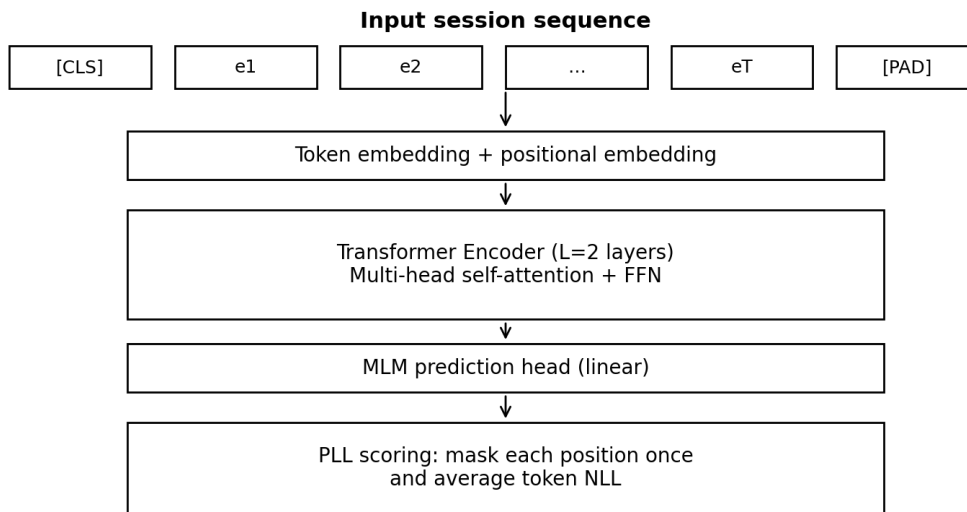 Input session sequence
[CLS] e1 e2 ... eT [PAD]
Token embedding + positional embedding
Transformer Encoder (L=2 layers)
Multi-head self-attention + FFN
MLM prediction head (linear)
PLL scoring: mask each position once
and average token NLL